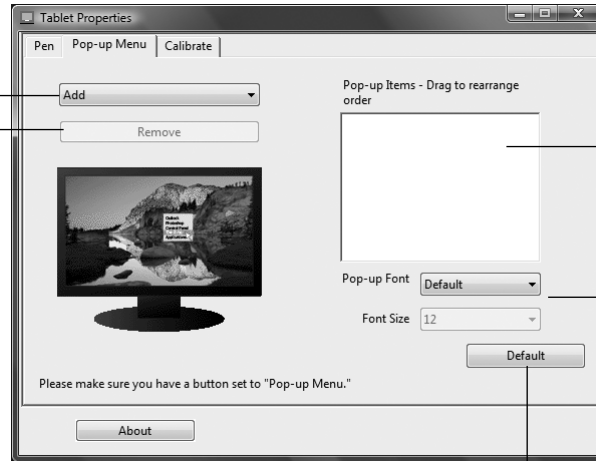 Tablet Properties
Pen
Pop-up Menu
Calibrate
Add
Remove
Pop-up Items - Drag to rearrange
order
Pop-up Font
Default
Font Size
12
Default
Please make sure you have a button set to "Pop-up Menu."
About